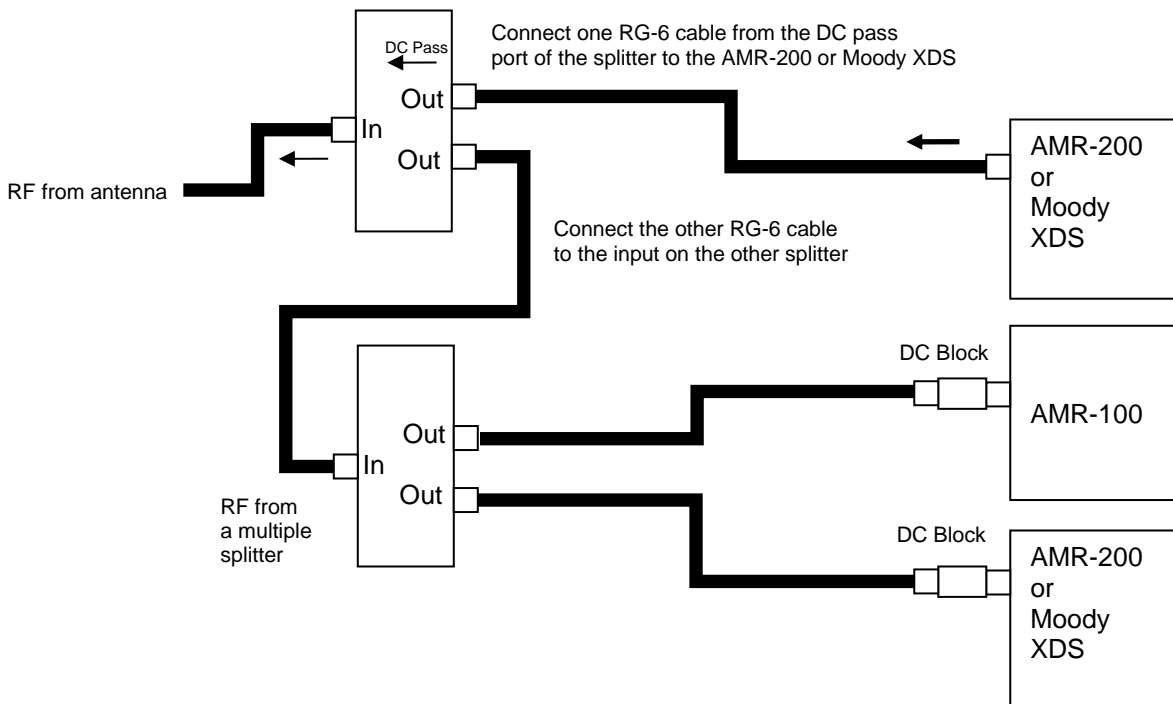 Connect one RG-6 cable from the DC pass
port of the splitter to the AMR-200 or Moody XDS
DC Pass
Out
In
Out
RF from antenna
AMR-200
or
Moody
XDS
Connect the other RG-6 cable
to the input on the other splitter
DC Block
AMR-100
Out
In
Out
RF from
a multiple
splitter
DC Block
AMR-200
or
Moody
XDS